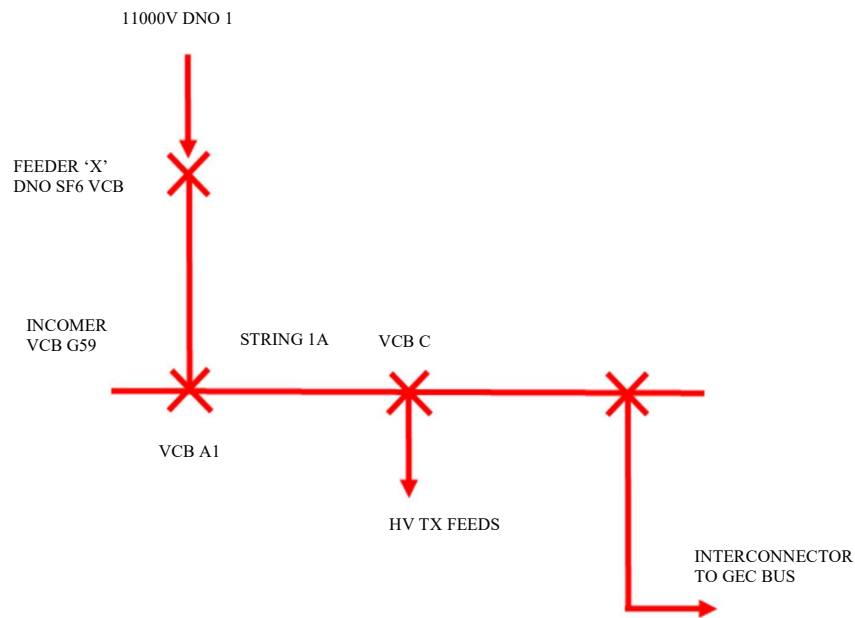 11000V DNO 1
FEEDER ‘X’
DNO SF6 VCB
INCOMER
VCB G59
STRING 1A
VCB C
VCB A1
HV TX FEEDS
INTERCONNECTOR
TO GEC BUS